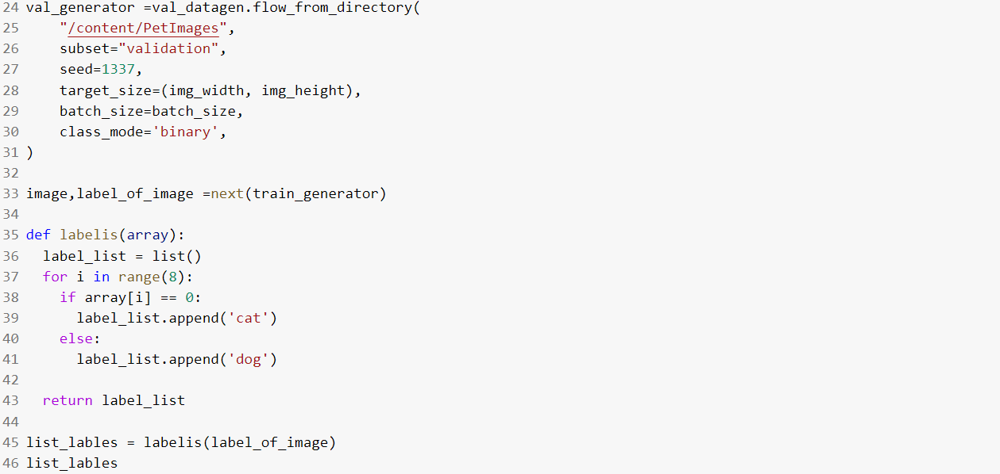 24 val_generator =val_datagen.flow_from_directory(
25     "/content/PetImages",
26     subset="validation",
27     seed=1337,
28     target_size=(img_width, img_height),
29     batch_size=batch_size,
30     class_mode='binary',
31 )
32
33 image,label_of_image =next(train_generator)
34
35 def labelis(array):
36   label_list = list()
37   for i in range(8):
38     if array[i] == 0:
39       label_list.append('cat')
40     else:
41       label_list.append('dog')
42
43   return label_list
44
45 list_lables = labelis(label_of_image)
46 list_lables